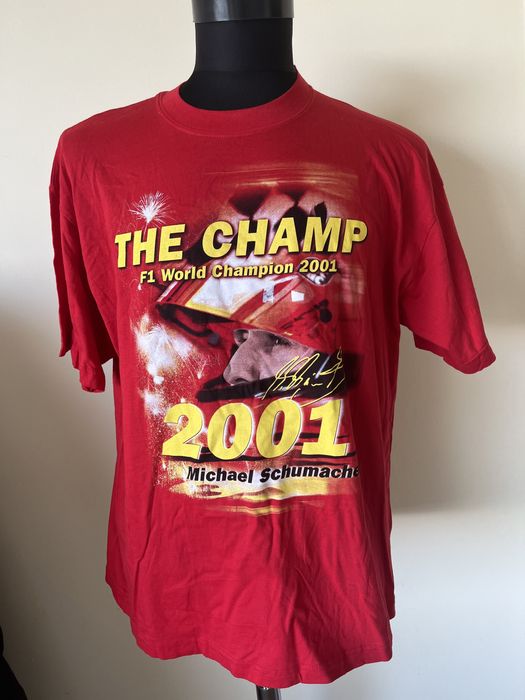 THE CHAMP
F1 World Champion 2001
2001
Michael Schumache